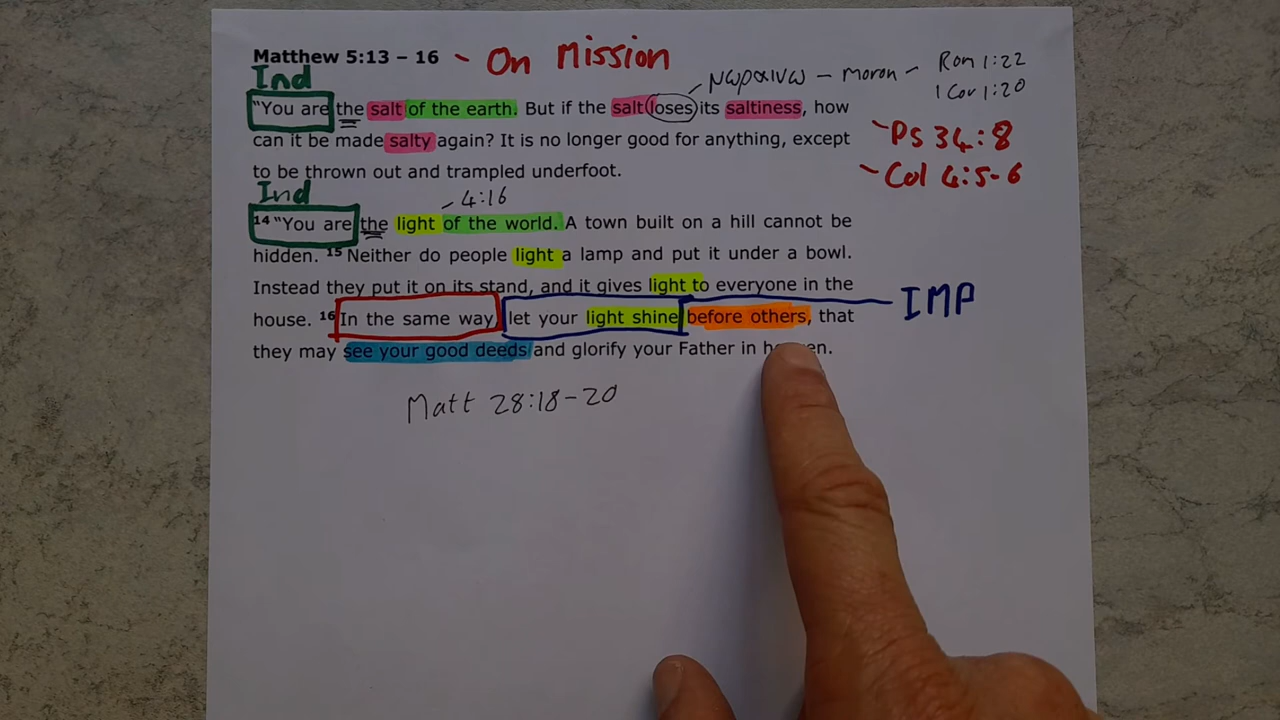 Matthew 5:13 – 16 ~ On Mission
Ind
μωραινω – moron – Rom 1:22
1 Cor 1:20
"You are the salt of the earth. But if the salt loses its saltiness, how
~Ps 34:8
can it be made salty again? It is no longer good for anything, except
~Col 4:5-6
to be thrown out and trampled underfoot.
Ind
4:16
14 "You are the light of the world. A town built on a hill cannot be
hidden. 15 Neither do people light a lamp and put it under a bowl.
Instead they put it on its stand, and it gives light to everyone in the
IMP
house. 16 In the same way, let your light shine before others, that
they may see your good deeds and glorify your Father in heaven.
Matt 28:18-20